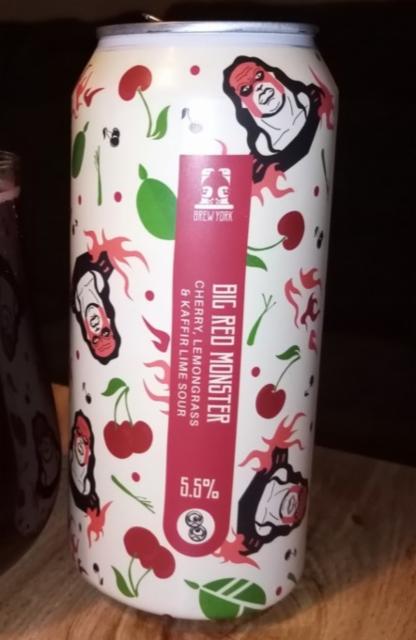 BREW YORK
BIG RED MONSTER
CHERRY, LEMONGRASS
& KAFFIR LIME SOUR
5.5%